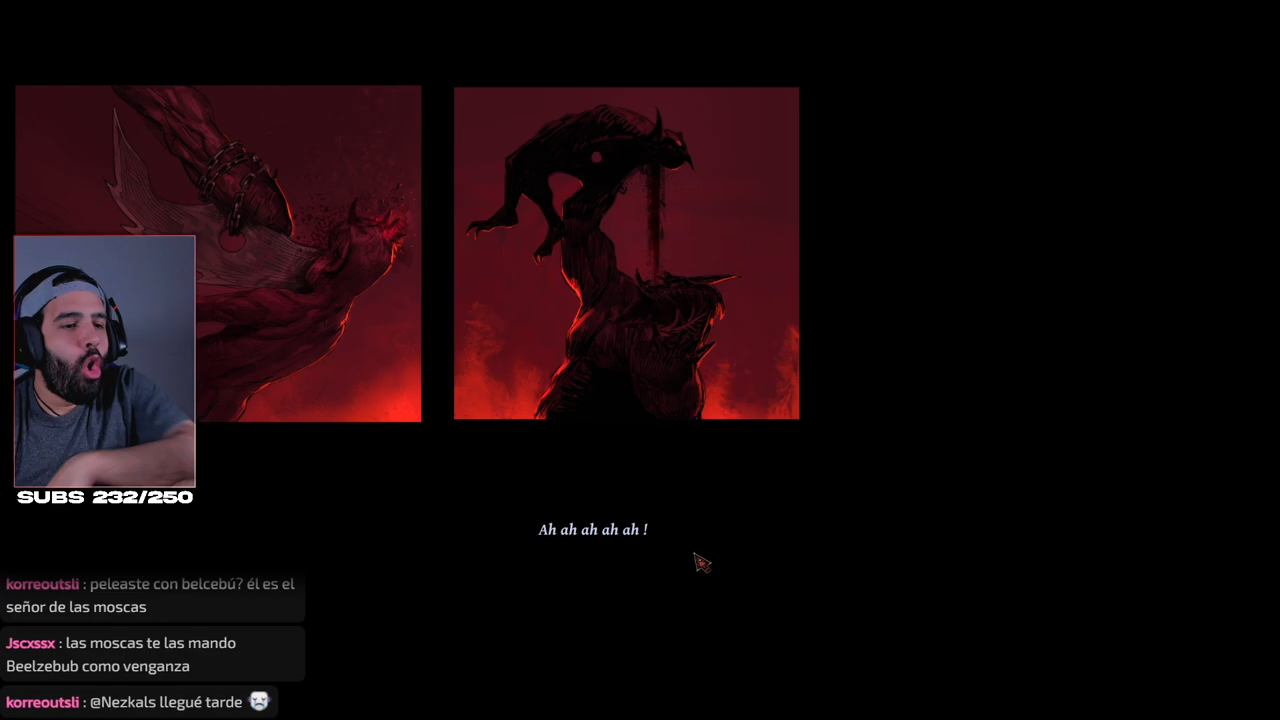 SUBS 232/250
Ah ah ah ah ah !
korreoutsli : peleaste con belcebú? él es el
señor de las moscas
Jscxssx : las moscas te las mando
Beelzebub como venganza
korreoutsli : @Nezkals llegué tarde